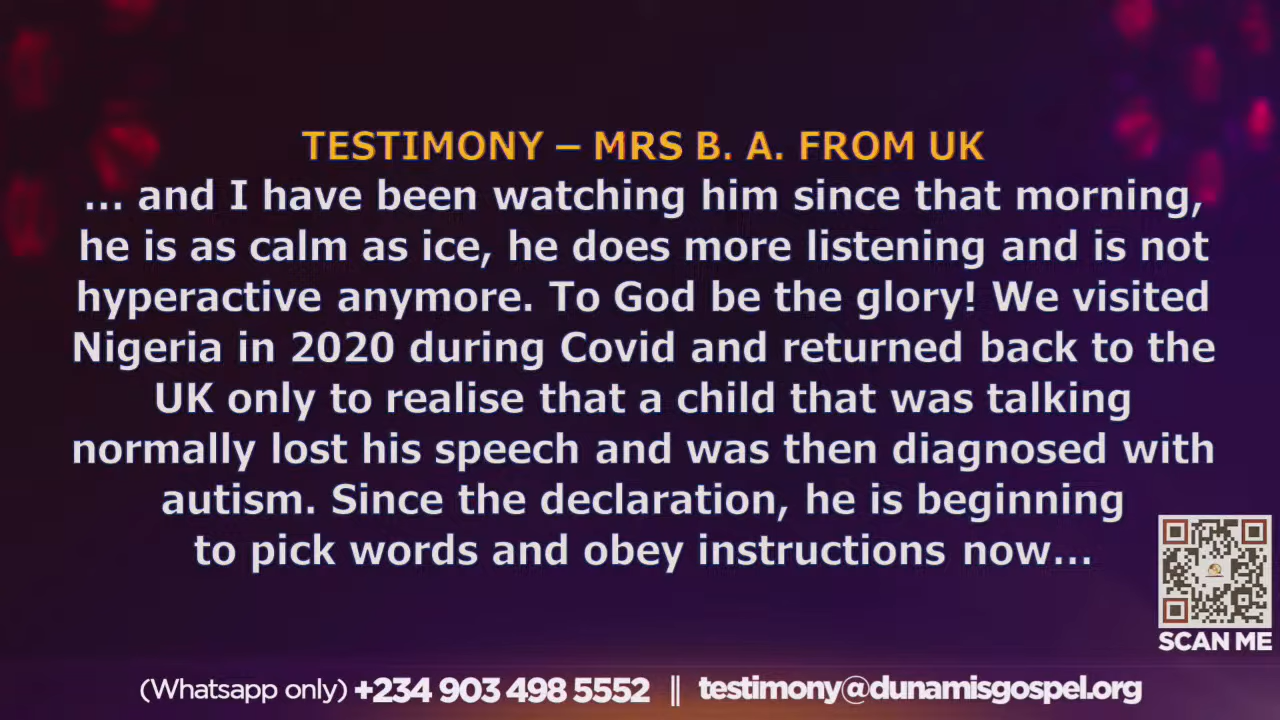 TESTIMONY – MRS B. A. FROM UK
... and I have been watching him since that morning,
he is as calm as ice, he does more listening and is not
hyperactive anymore. To God be the glory! We visited
Nigeria in 2020 during Covid and returned back to the
UK only to realise that a child that was talking
normally lost his speech and was then diagnosed with
autism. Since the declaration, he is beginning
to pick words and obey instructions now...
SCAN ME
(Whatsapp only) +234 903 498 5552 || testimony@dunamisgospel.org